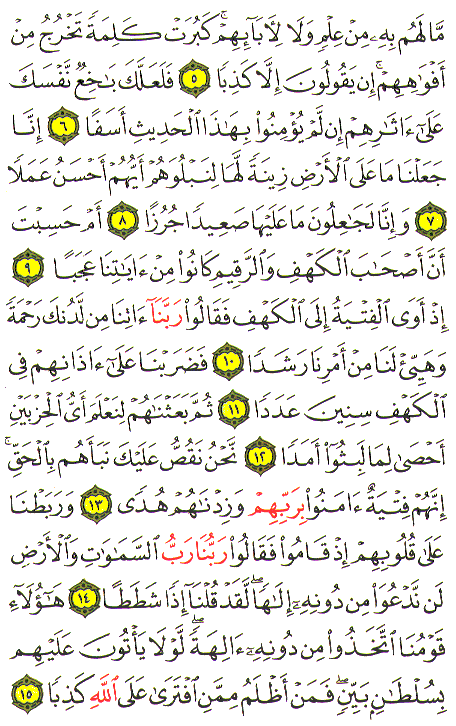 مَّا لَهُم بِهِۦ مِنْ عِلْمٍ وَلَا لِأَبَآئِهِمْ ۚ كَبُرَتْ كَلِمَةً تَخْرُجُ مِنْ
أَفْوَٰهِهِمْ ۚ إِن يَقُولُونَ إِلَّا كَذِبًا ٥ فَلَعَلَّكَ بَٰخِعٌ نَّفْسَكَ
عَلَىٰٓ ءَاثَٰرِهِمْ إِن لَّمْ يُؤْمِنُوا۟ بِهَٰذَا ٱلْحَدِيثِ أَسَفًا ٦ إِنَّا
جَعَلْنَا مَا عَلَى ٱلْأَرْضِ زِينَةً لَّهَا لِنَبْلُوَهُمْ أَيُّهُمْ أَحْسَنُ عَمَلًا
٧ وَإِنَّا لَجَٰعِلُونَ مَا عَلَيْهَا صَعِيدًا جُرُزًا ٨ أَمْ حَسِبْتَ
أَنَّ أَصْحَٰبَ ٱلْكَهْفِ وَٱلرَّقِيمِ كَانُوا۟ مِنْ ءَايَٰتِنَا عَجَبًا ٩
إِذْ أَوَى ٱلْفِتْيَةُ إِلَى ٱلْكَهْفِ فَقَالُوا۟ رَبَّنَآ ءَاتِنَا مِن لَّدُنكَ رَحْمَةً
وَهَيِّئْ لَنَا مِنْ أَمْرِنَا رَشَدًا ١٠ فَضَرَبْنَا عَلَىٰٓ ءَاذَانِهِمْ فِى
ٱلْكَهْفِ سِنِينَ عَدَدًا ١١ ثُمَّ بَعَثْنَٰهُمْ لِنَعْلَمَ أَىُّ ٱلْحِزْبَيْنِ
أَحْصَىٰ لِمَا لَبِثُوٓا۟ أَمَدًا ١٢ نَّحْنُ نَقُصُّ عَلَيْكَ نَبَأَهُم بِٱلْحَقِّ ۚ
إِنَّهُمْ فِتْيَةٌ ءَامَنُوا۟ بِرَبِّهِمْ وَزِدْنَٰهُمْ هُدًى ١٣ وَرَبَطْنَا
عَلَىٰ قُلُوبِهِمْ إِذْ قَامُوا۟ فَقَالُوا۟ رَبُّنَا رَبُّ ٱلسَّمَٰوَٰتِ وَٱلْأَرْضِ
لَن نَّدْعُوَا۟ مِن دُونِهِۦٓ إِلَٰهًا ۖ لَّقَدْ قُلْنَآ إِذًا شَطَطًا ١٤ هَٰٓؤُلَآءِ
قَوْمُنَا ٱتَّخَذُوا۟ مِن دُونِهِۦٓ ءَالِهَةً ۖ لَّوْلَا يَأْتُونَ عَلَيْهِم
بِسُلْطَٰنٍۭ بَيِّنٍ ۖ فَمَنْ أَظْلَمُ مِمَّنِ ٱفْتَرَىٰ عَلَى ٱللَّهِ كَذِبًا ١٥